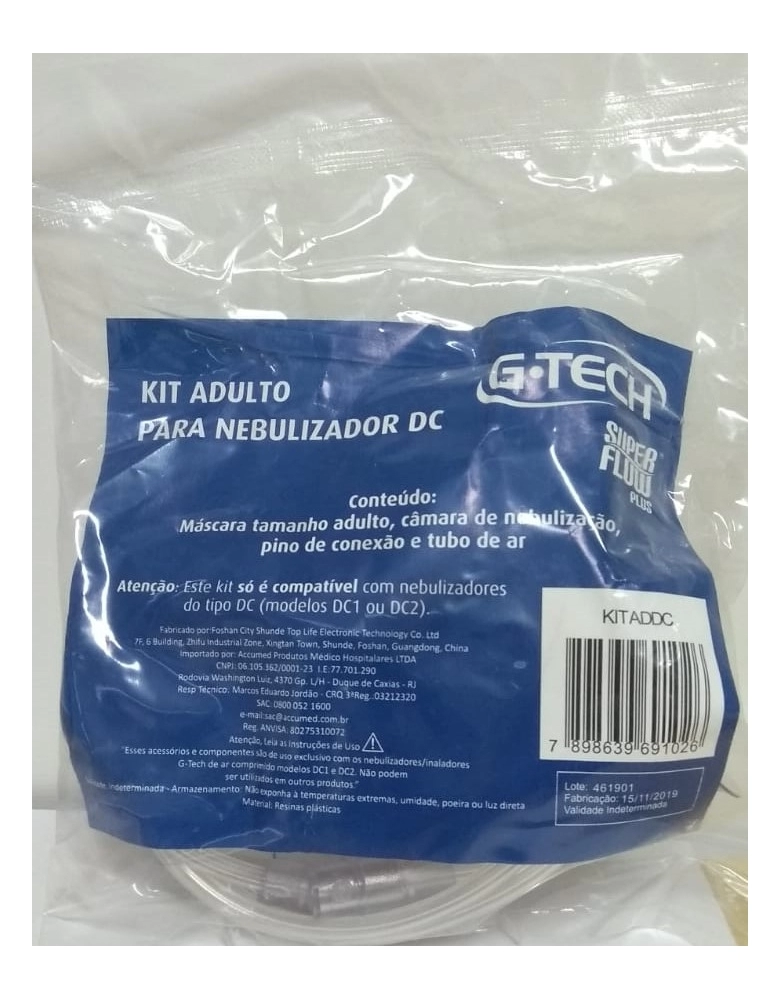 KIT ADULTO
PARA NEBULIZADOR DC
G·TECH
SUPER
FLOW
PLUS
Conteúdo:
Máscara tamanho adulto, câmara de nebulização,
pino de conexão e tubo de ar
Atenção: Este kit só é compatível com nebulizadores
do tipo DC (modelos DC1 ou DC2).
Fabricado por:Foshan City Shunde Top Life Electronic Technology Co. Ltd
7F, 6 Building, Zhifu Industrial Zone, Xingtan Town, Shunde, Foshan, Guangdong, China
Importado por: Accumed Produtos Médico Hospitalares LTDA
CNPJ: 06.105.362/0001-23 I.E:77.701.290
Rodovia Washington Luiz, 4370 Gp. L/H - Duque de Caxias - RJ
Resp Técnico: Marcos Eduardo Jordão - CRQ 3ªReg.:03212320
SAC: 0800 052 1600
e-mail:sac@accumed.com.br
Reg. ANVISA: 80275310072
Atenção, Leia as Instruções de Uso
"Esses acessórios e componentes são de uso exclusivo com os nebulizadores/inaladores
G-Tech de ar comprimido modelos DC1 e DC2. Não podem
ser utilizados em outros produtos."
Indeterminada - Armazenamento: Não exponha à temperaturas extremas, umidade, poeira ou luz direta
Material: Resinas plásticas
KITADDC
7 898639 691026
Lote: 461901
Fabricação: 15/11/2019
Validade Indeterminada